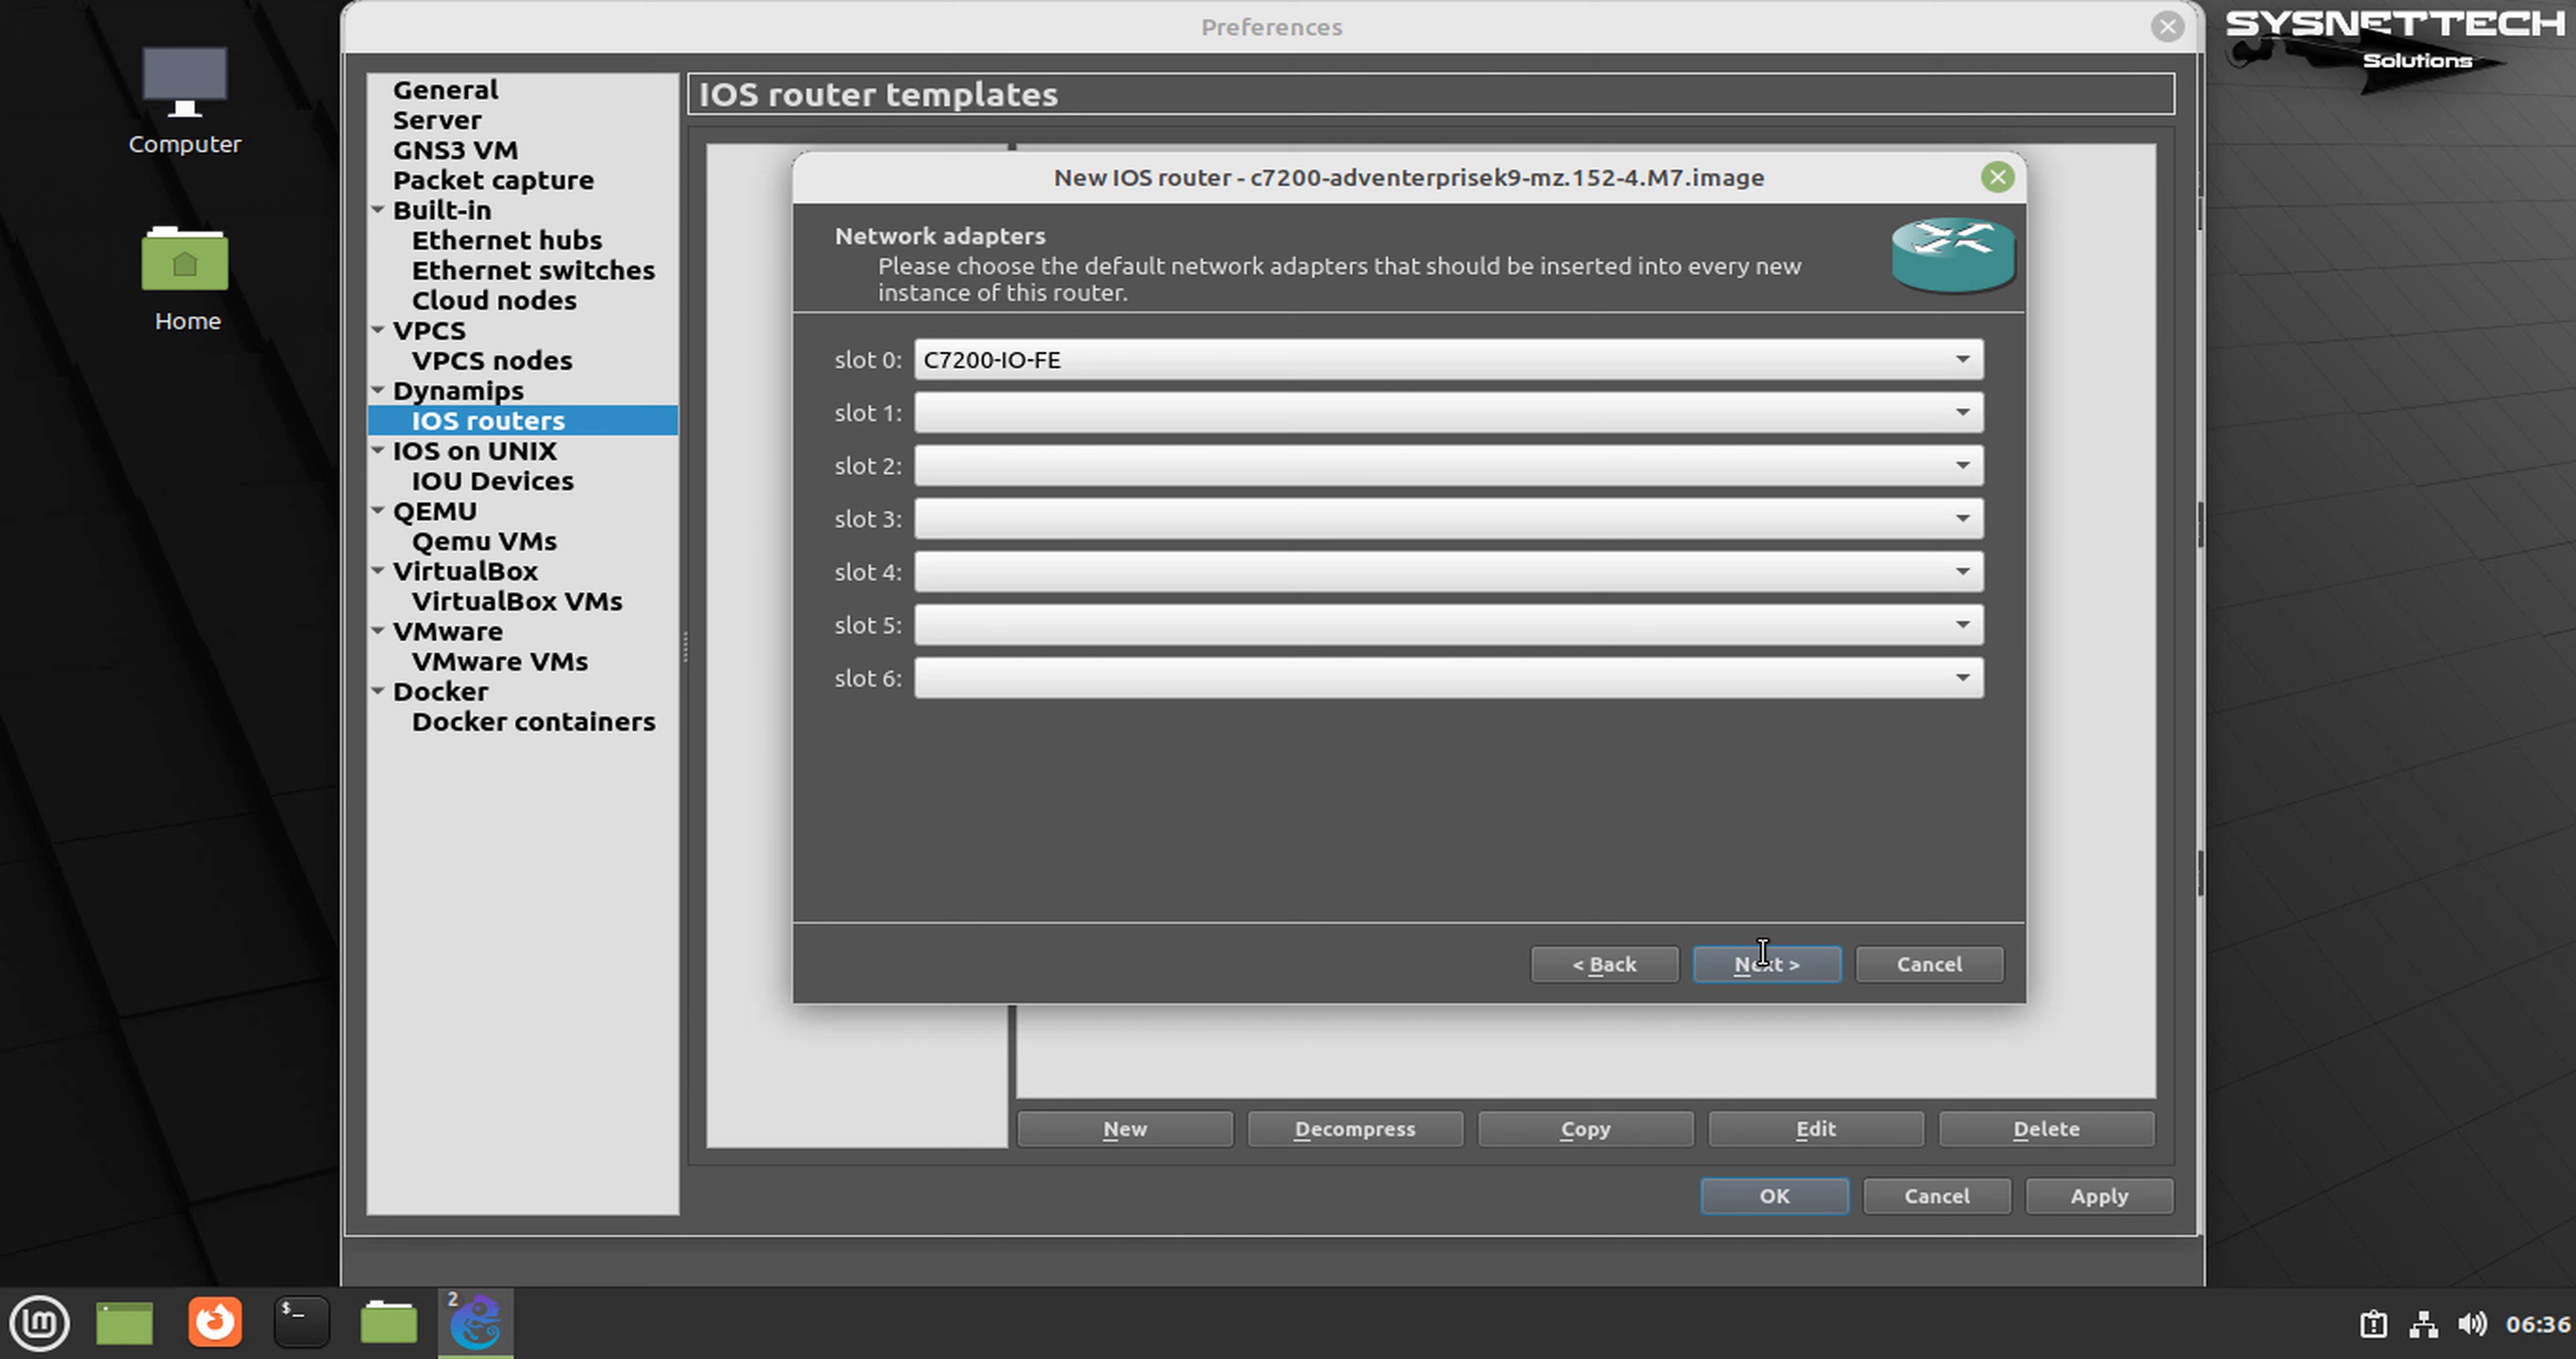 Preferences
SYSNETTECH
Solutions
Computer
Home
General
Server
GNS3 VM
Packet capture
Built-in
Ethernet hubs
Ethernet switches
Cloud nodes
VPCS
VPCS nodes
Dynamips
IOS routers
IOS on UNIX
IOU Devices
QEMU
Qemu VMs
VirtualBox
VirtualBox VMs
VMware
VMware VMs
Docker
Docker containers
IOS router templates
New IOS router - c7200-adventerprisek9-mz.152-4.M7.image
Network adapters
Please choose the default network adapters that should be inserted into every new
instance of this router.
slot 0: C7200-IO-FE
slot 1:
slot 2:
slot 3:
slot 4:
slot 5:
slot 6:
< Back Next > Cancel
New Decompress Copy Edit Delete
OK Cancel Apply
lm $_ 2 06:36